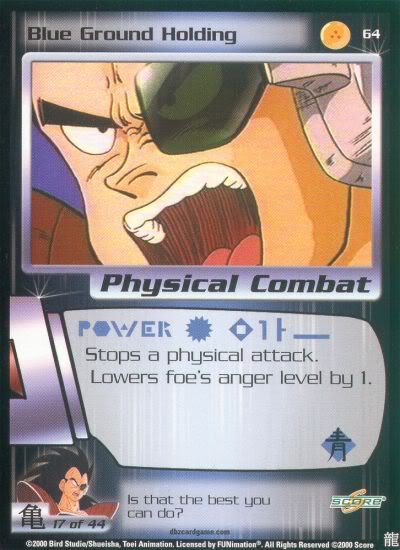 Blue Ground Holding
64
Physical Combat
POWER
Stops a physical attack.
Lowers foe's anger level by 1.
青
亀
17 of 44
Is that the best you
can do?
SCORE
dbzcardgame.com
©2000 Bird Studio/Shueisha, Toei Animation. Licensed by FUNimation®. All Rights Reserved ©2000 Score
龍